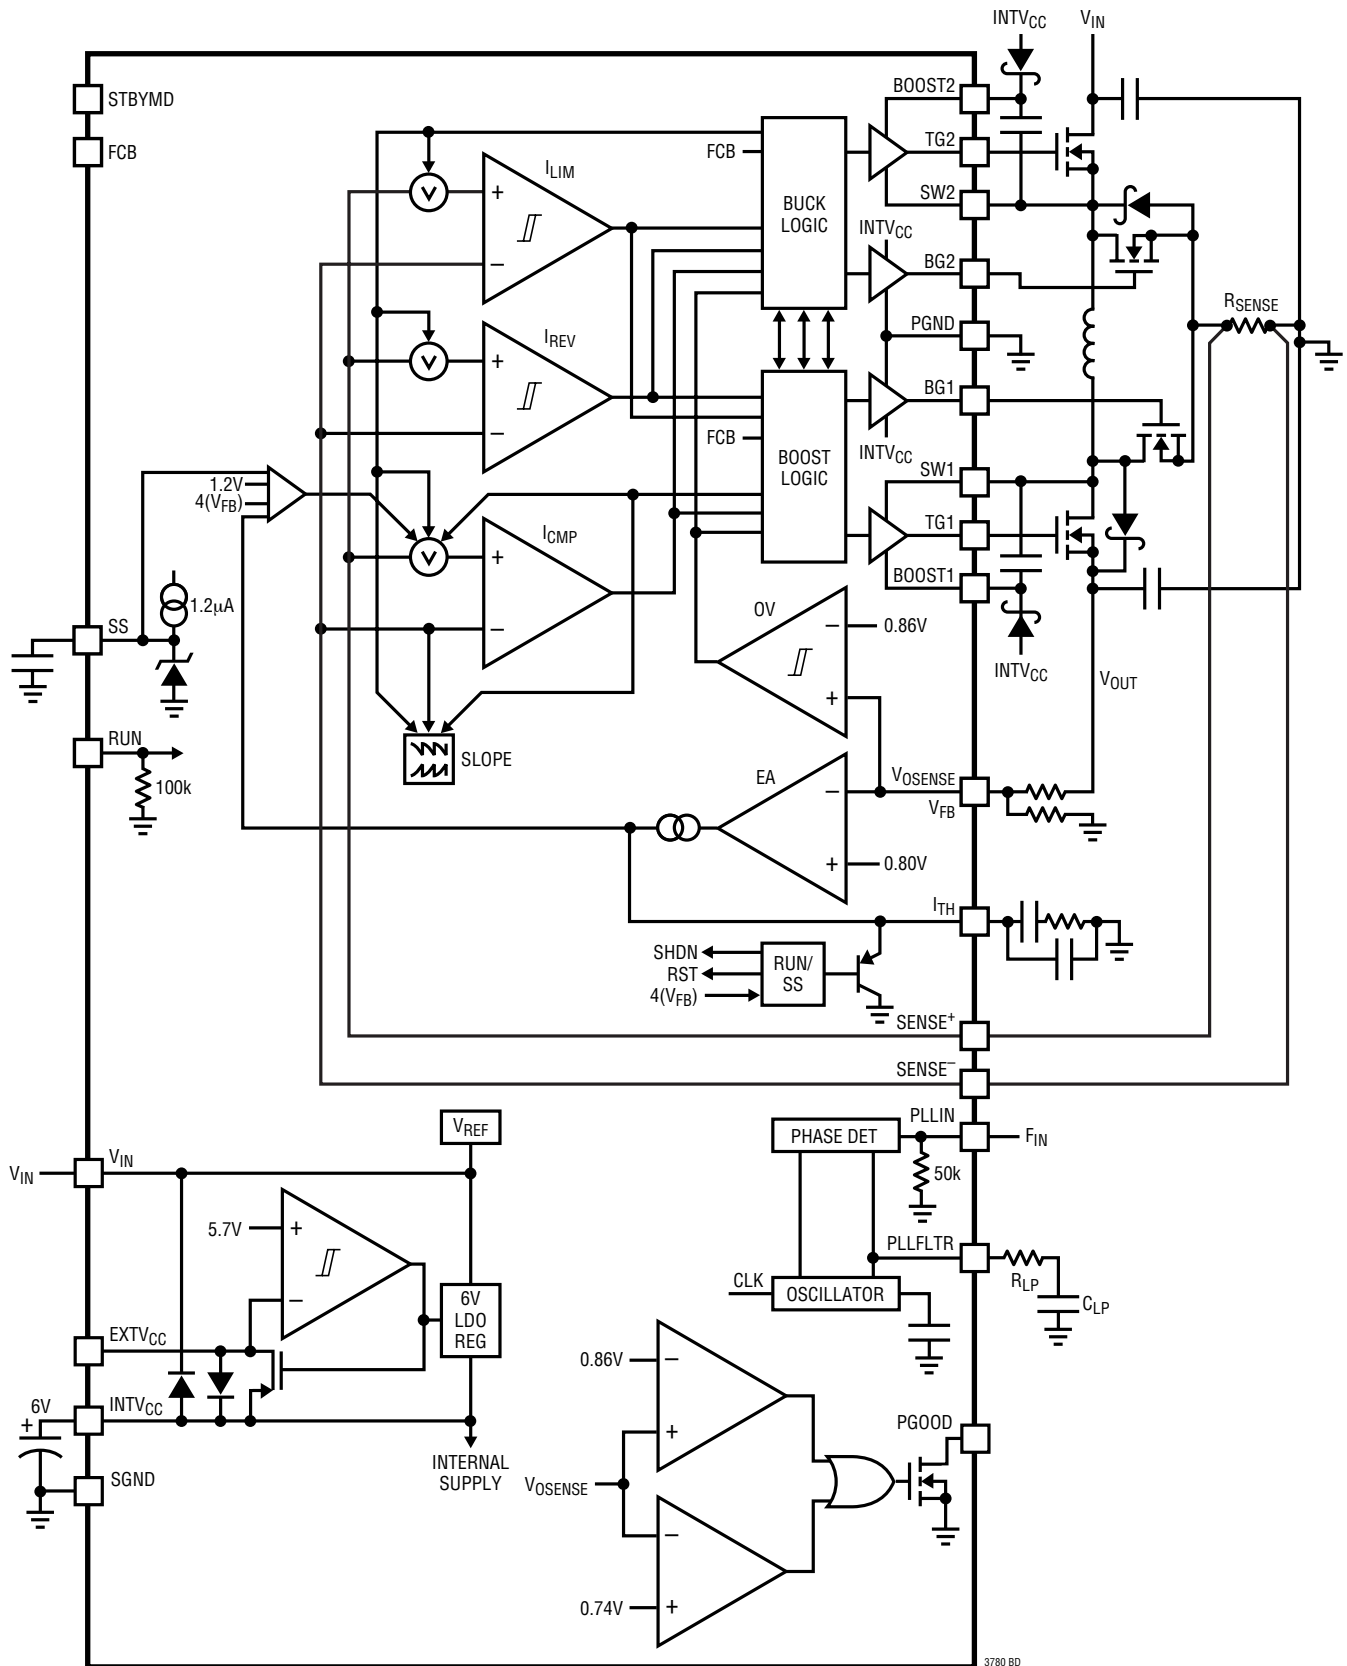 INTVCC
VIN
STBYMD
FCB
BOOST2
TG2
SW2
FCB
BUCK
LOGIC
ILIM
+
−
INTVCC
BG2
PGND
RSENSE
IREV
+
−
BG1
FCB
INTVCC
BOOST
LOGIC
SW1
TG1
BOOST1
1.2V
4(VFB)
ICMP
+
−
1.2μA
SS
OV
−
0.86V
+
INTVCC
VOUT
RUN
100k
SLOPE
EA
−
VOSENSE
VFB
+
0.80V
ITH
SHDN
RST
4(VFB)
RUN/
SS
SENSE+
SENSE−
PLLIN
PHASE DET
FIN
50k
VREF
VIN
VIN
5.7V
+
−
PLLFLTR
RLP
CLP
CLK
OSCILLATOR
6V
LDO
REG
EXTVCC
6V
+
INTVCC
SGND
INTERNAL
SUPPLY
0.86V
−
+
VOSENSE
−
0.74V
+
PGOOD
3780 BD